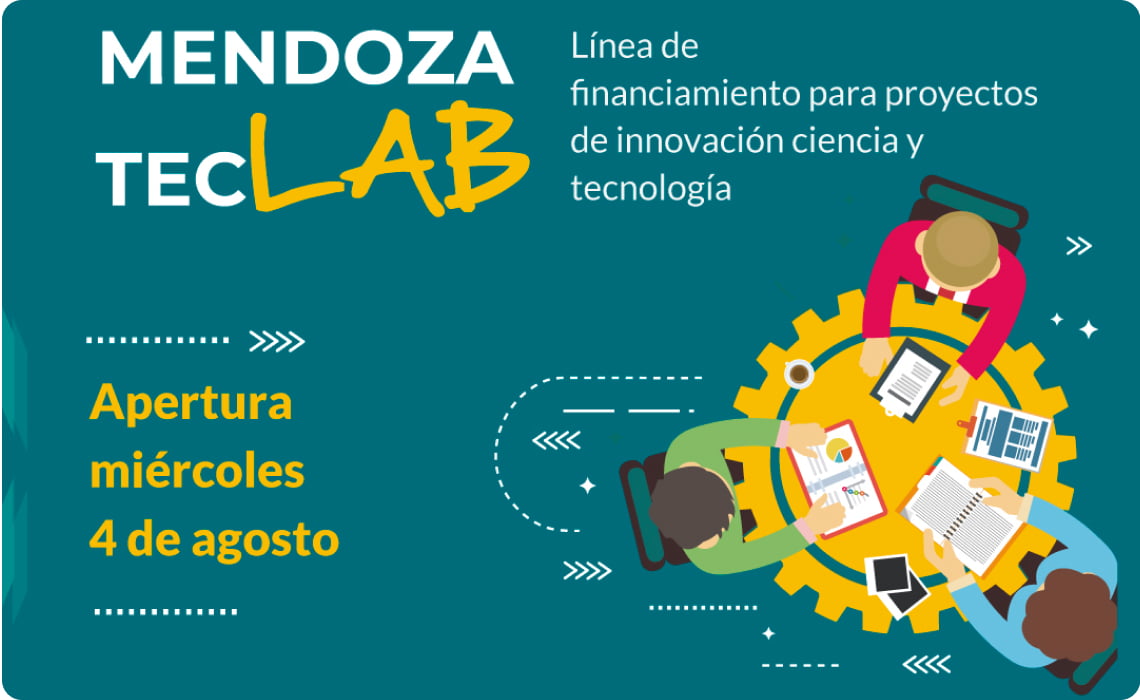 MENDOZA
TECLAB
Línea de
financiamiento para proyectos
de innovación ciencia y
tecnología
Apertura
miércoles
4 de agosto